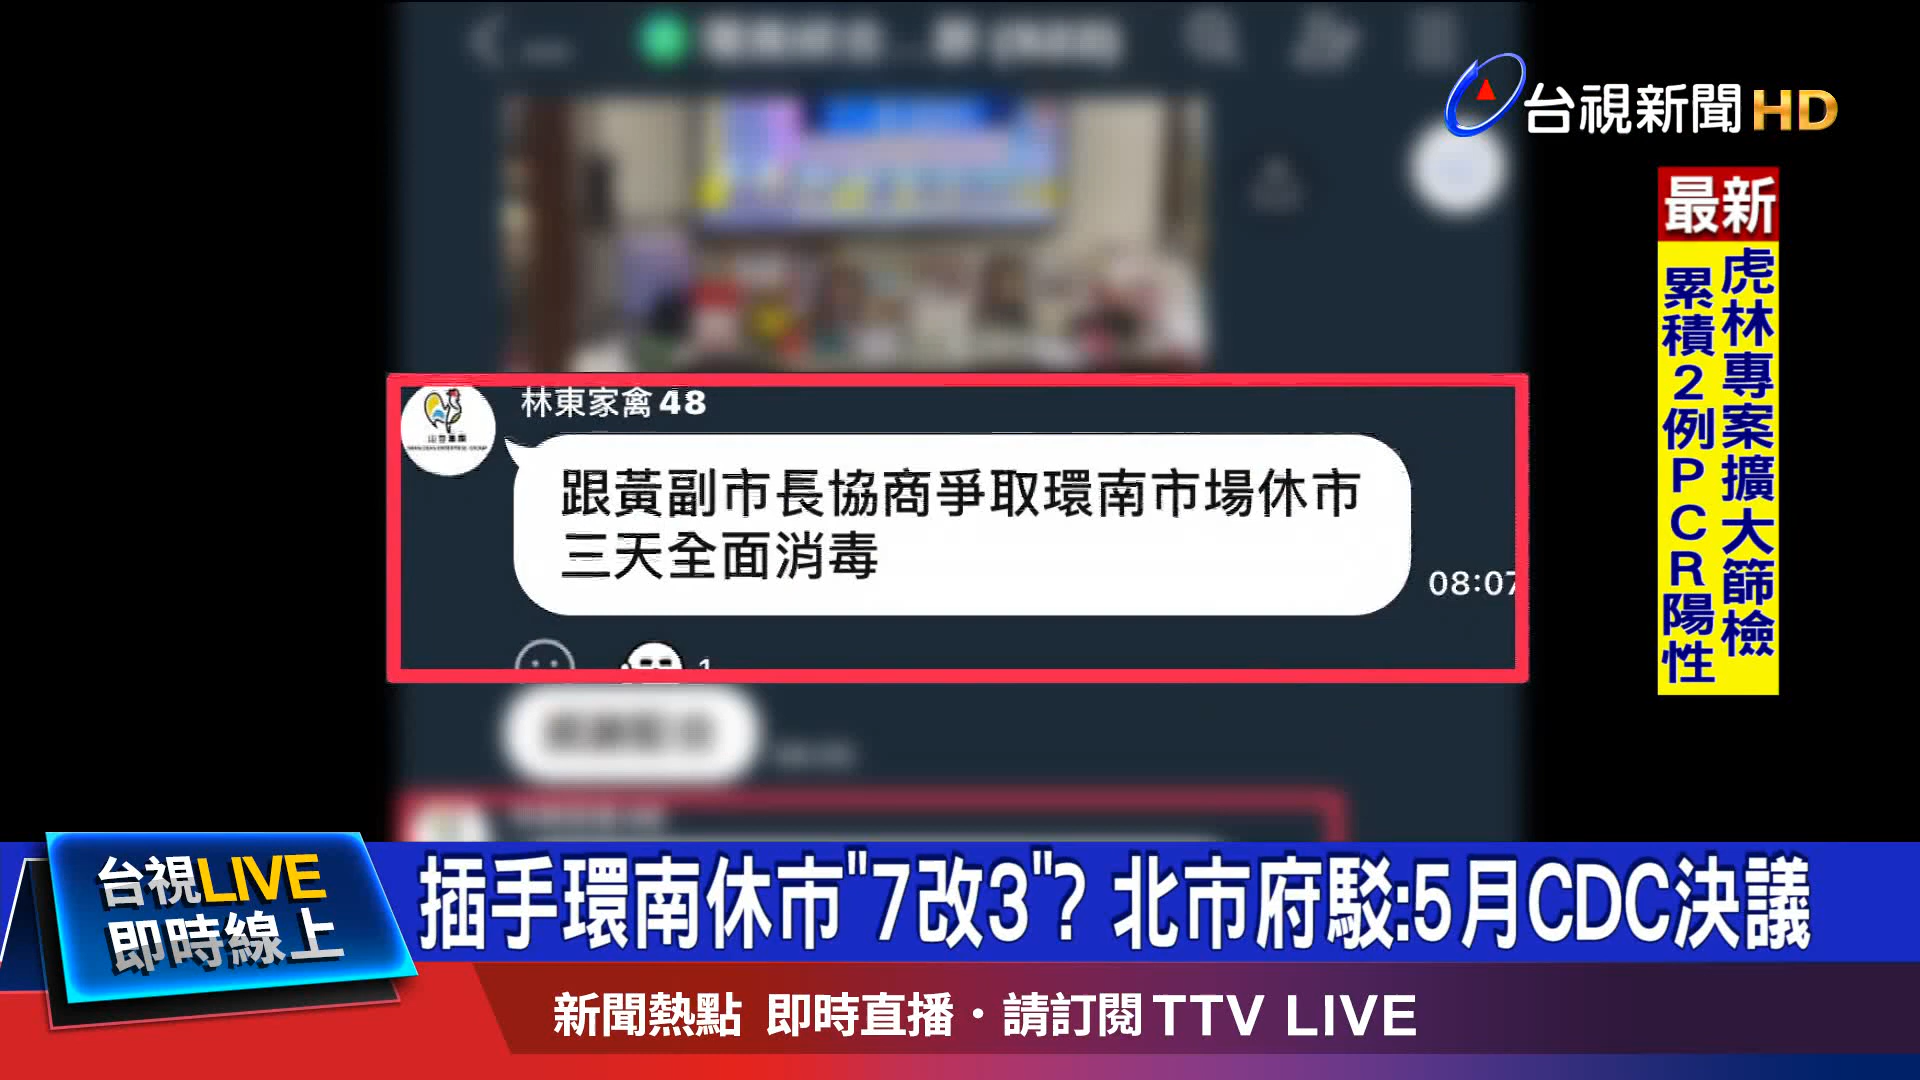 台視新聞HD
最新
虎林專案擴大篩檢
累積2例PCR陽性
林東家禽48
跟黃副市長協商爭取環南市場休市
三天全面消毒
08:07
1
台視LIVE
即時線上
插手環南休市"7改3"? 北市府駁:5月CDC決議
新聞熱點 即時直播・請訂閱TTV LIVE